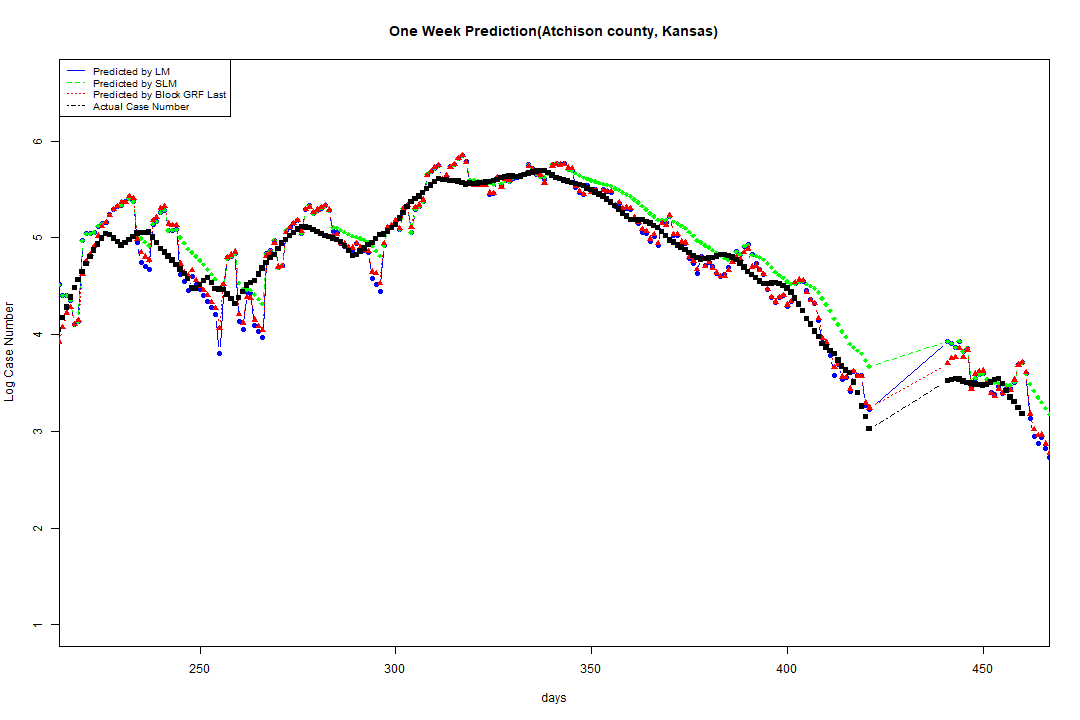 One Week Prediction(Atchison county, Kansas)
Predicted by LM
Predicted by SLM
Predicted by Block GRF Last
Actual Case Number
6
5
4
3
2
1
Log Case Number
250 300 350 400 450
days